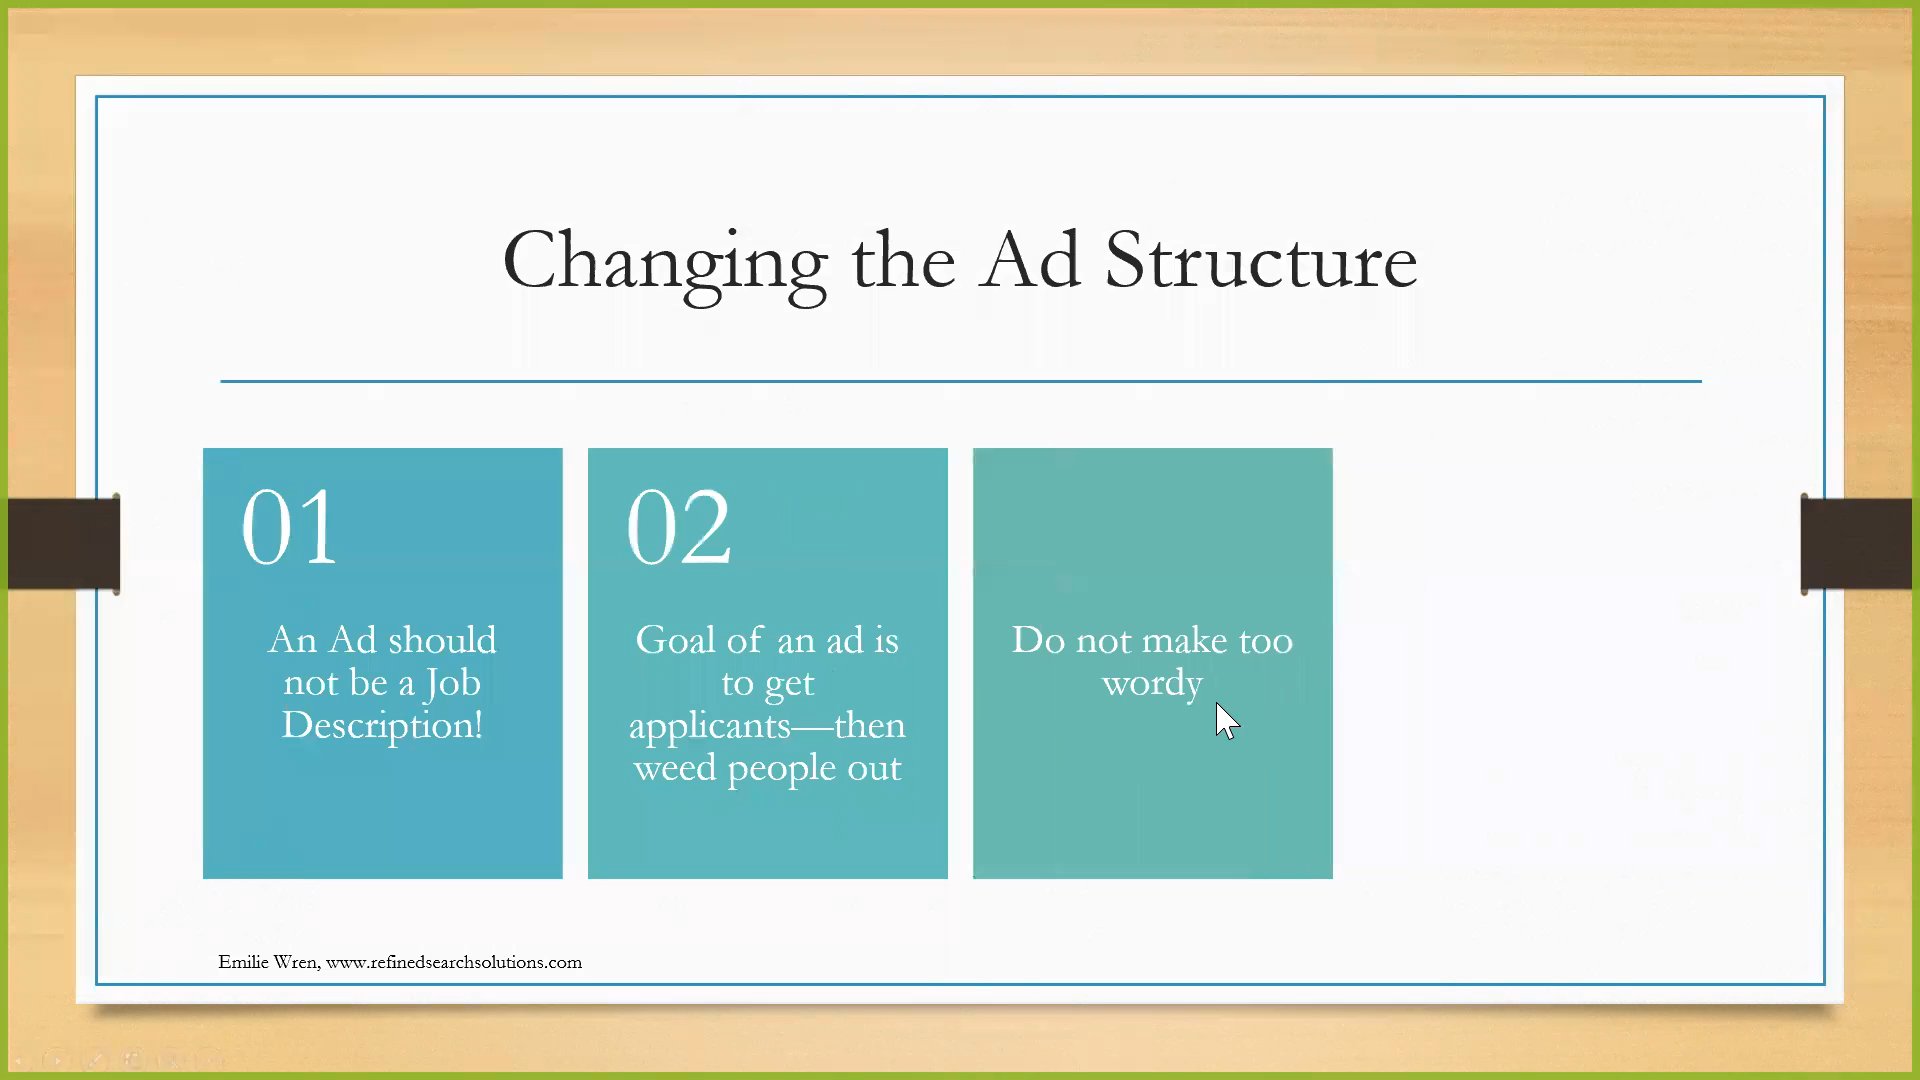 Changing the Ad Structure
01
An Ad should
not be a Job
Description!
02
Goal of an ad is
to get
applicants—then
weed people out
Do not make too
wordy
Emilie Wren, www.refinedsearchsolutions.com